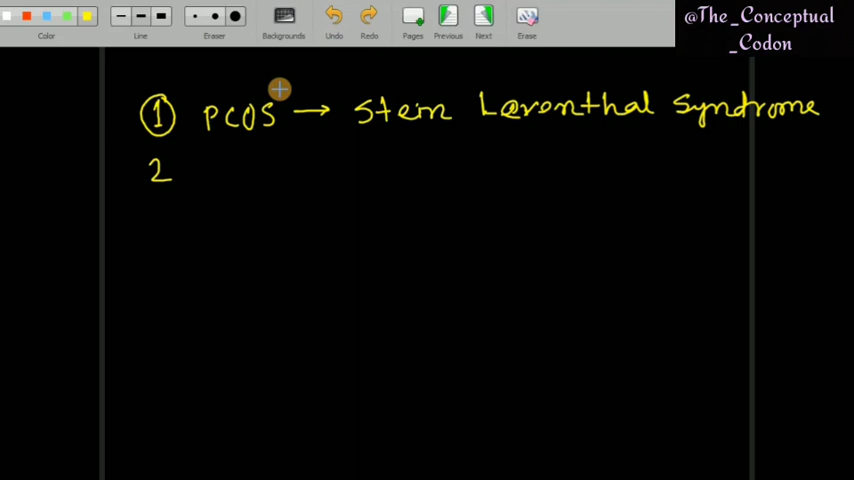 Color
Line
Eraser
Backgrounds
Undo
Redo
Pages
Previous
Next
Erase
@The_Conceptual
_Codon
1 PCOS → Stein Leventhal Syndrome
2